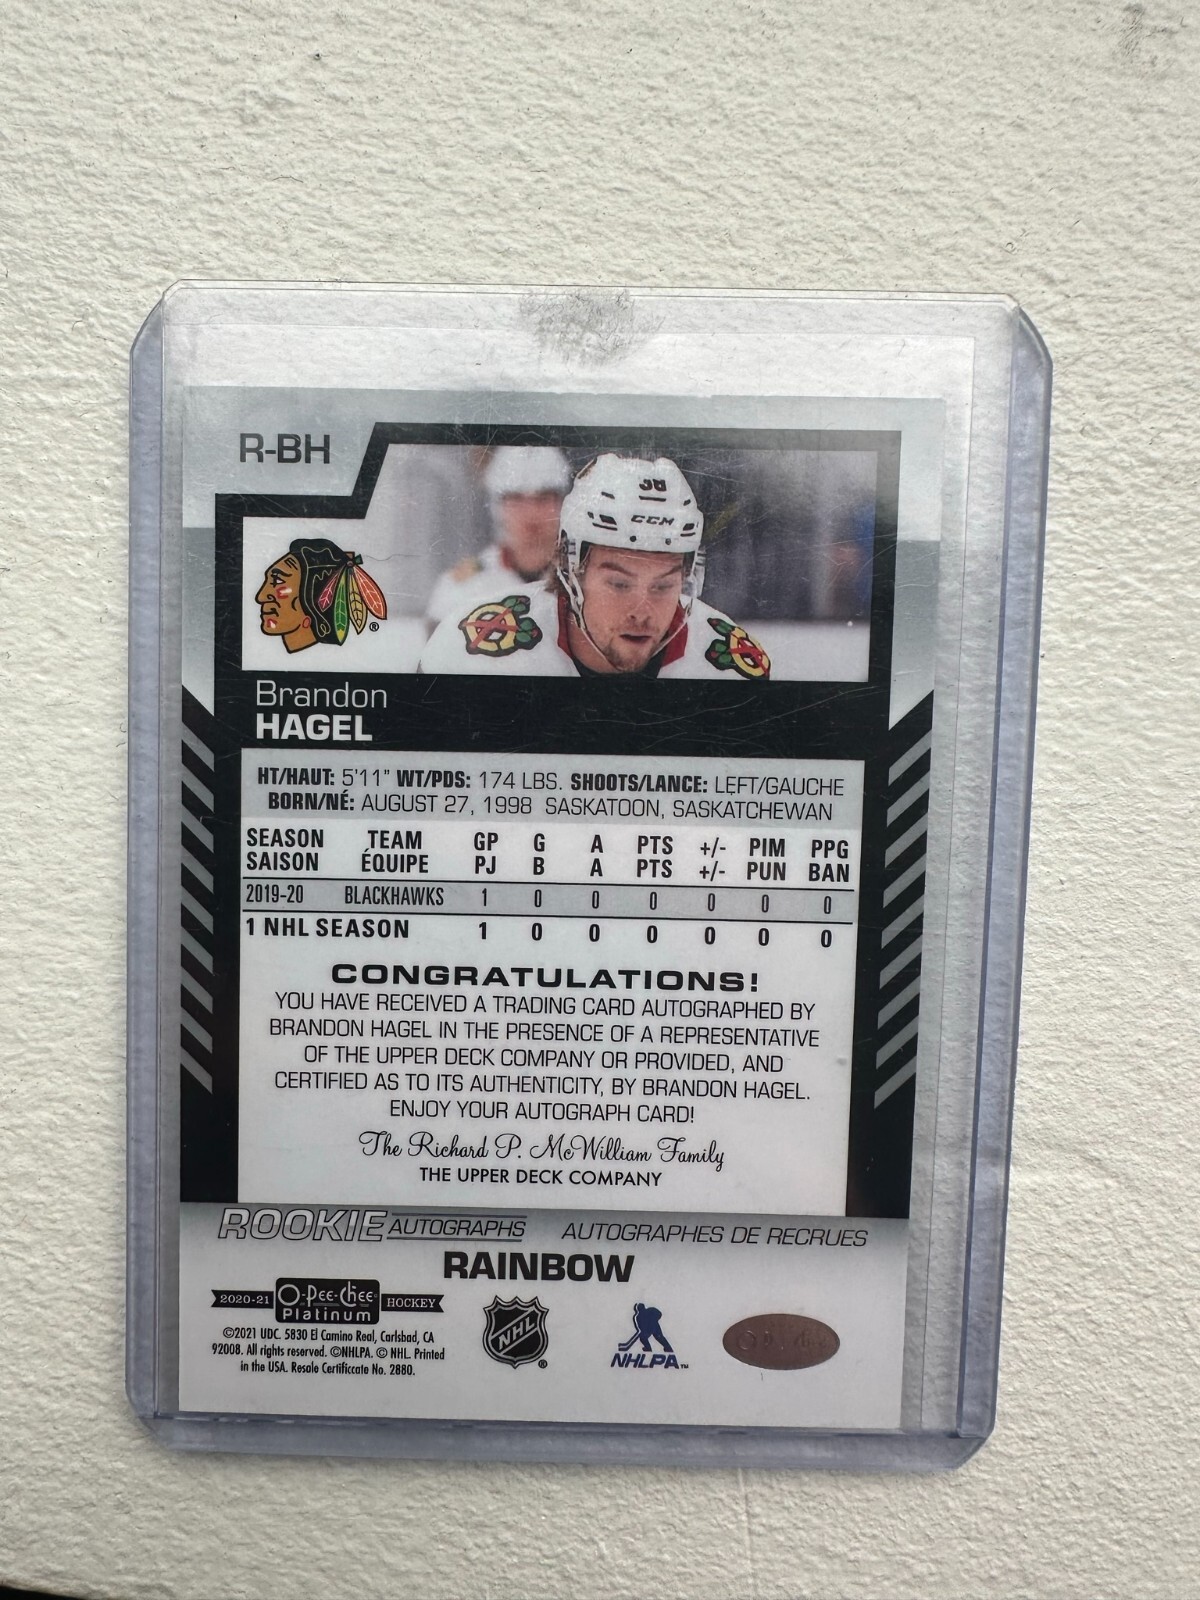 R-BH
38
CCM
®
Brandon
HAGEL
HT/HAUT: 5'11" WT/PDS: 174 LBS. SHOOTS/LANCE: LEFT/GAUCHE
BORN/NÉ: AUGUST 27, 1998 SASKATOON, SASKATCHEWAN
SEASON TEAM GP G A PTS +/- PIM PPG
SAISON ÉQUIPE PJ B A PTS +/- PUN BAN
2019-20 BLACKHAWKS 1 0 0 0 0 0 0
1 NHL SEASON 1 0 0 0 0 0 0
CONGRATULATIONS!
YOU HAVE RECEIVED A TRADING CARD AUTOGRAPHED BY
BRANDON HAGEL IN THE PRESENCE OF A REPRESENTATIVE
OF THE UPPER DECK COMPANY OR PROVIDED, AND
CERTIFIED AS TO ITS AUTHENTICITY, BY BRANDON HAGEL.
ENJOY YOUR AUTOGRAPH CARD!
The Richard P. McWilliam Family
THE UPPER DECK COMPANY
ROOKIE AUTOGRAPHS AUTOGRAPHES DE RECRUES
RAINBOW
2020-21 O-Pee-Chee Platinum HOCKEY
©2021 UDC. 5830 El Camino Real, Carlsbad, CA
92008. All rights reserved. ©NHLPA. © NHL. Printed
in the USA. Resale Certificate No. 2880.
NHL ®
NHLPA™